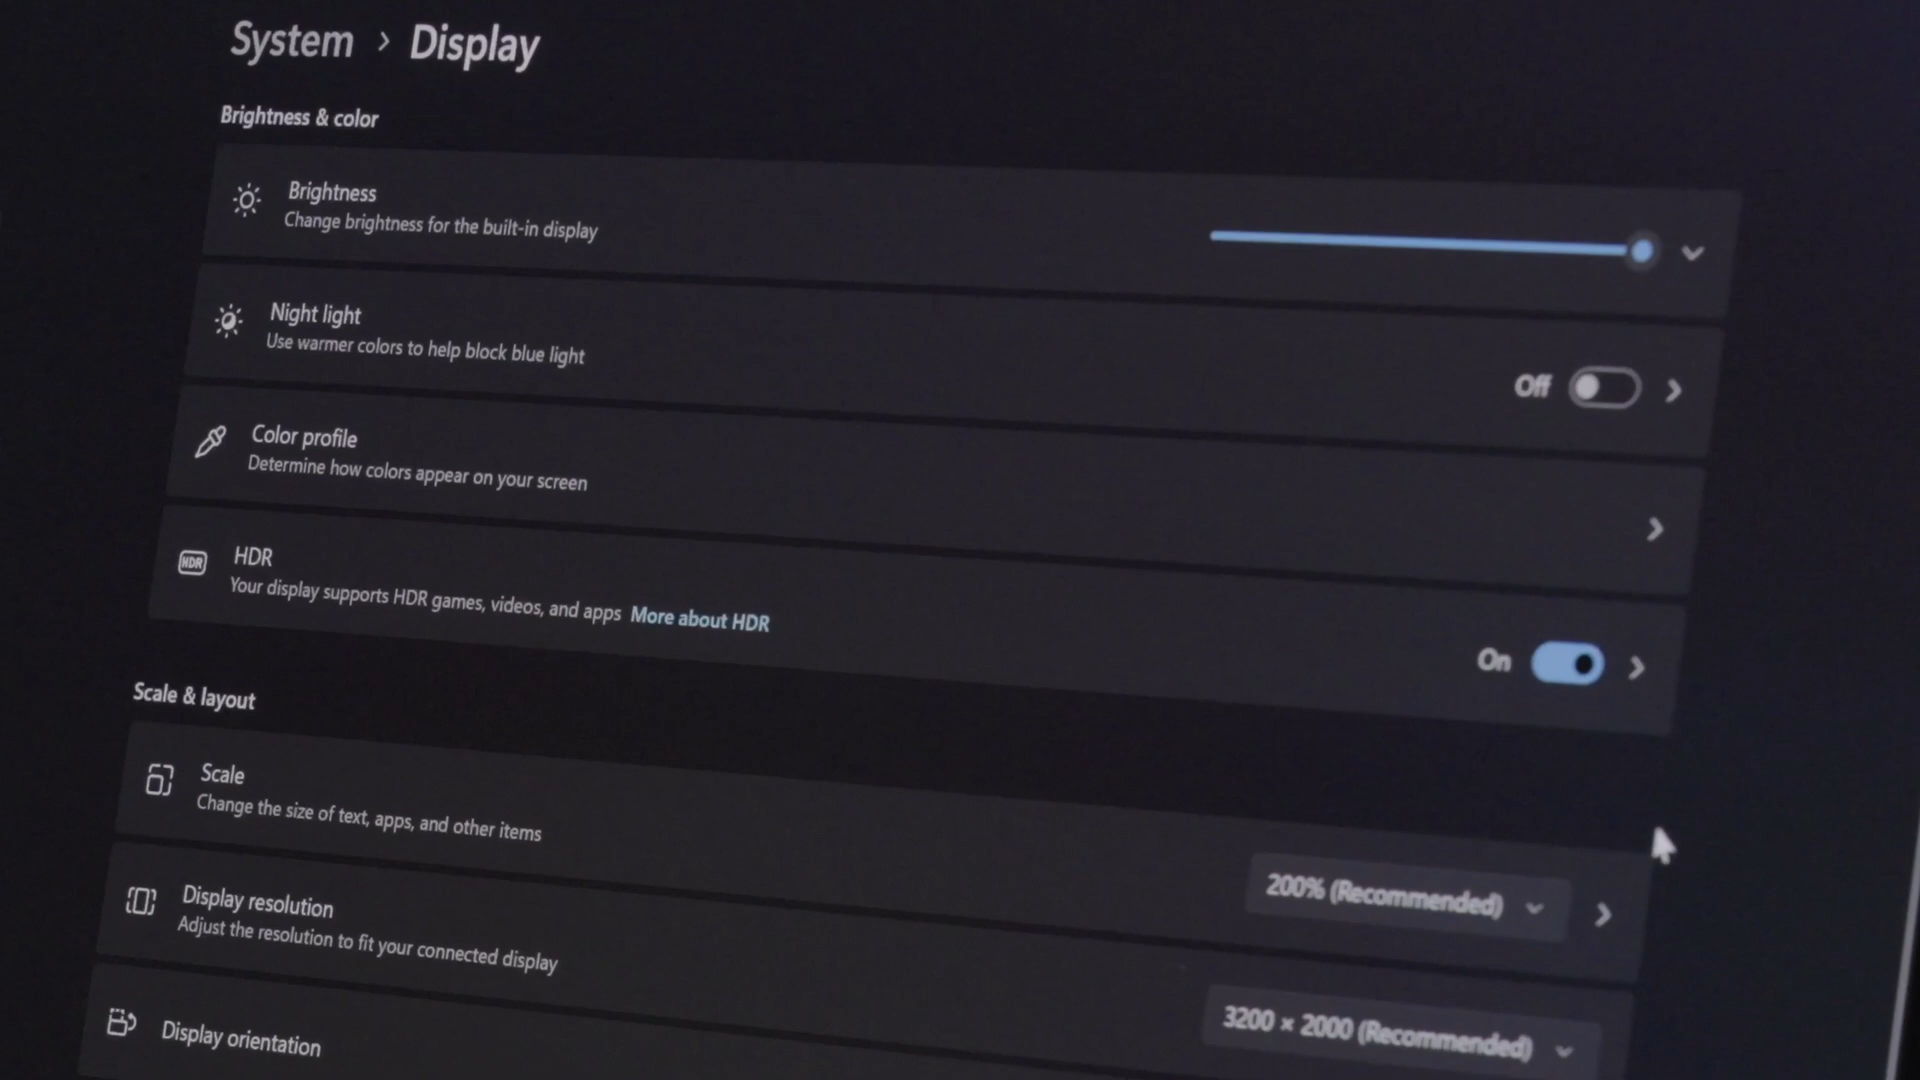 System › Display
Brightness & color
Brightness
Change brightness for the built-in display
Night light
Use warmer colors to help block blue light
Off
Color profile
Determine how colors appear on your screen
HDR
HDR
Your display supports HDR games, videos, and apps More about HDR
On
Scale & layout
Scale
Change the size of text, apps, and other items
200% (Recommended)
Display resolution
Adjust the resolution to fit your connected display
3200 × 2000 (Recommended)
Display orientation